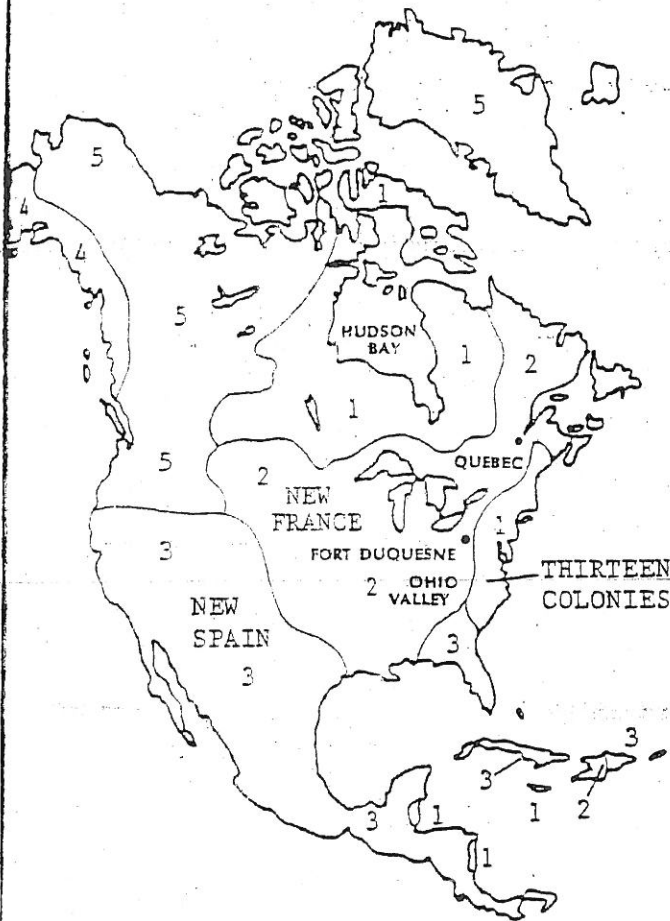 5
5
4
4
1
5
HUDSON
BAY
1
2
1
QUEBEC
2
5
NEW
FRANCE
1
3
FORT DUQUESNE
THIRTEEN
2 OHIO
VALLEY
COLONIES
NEW
SPAIN
3
3
3
3
1
2
3
1
1